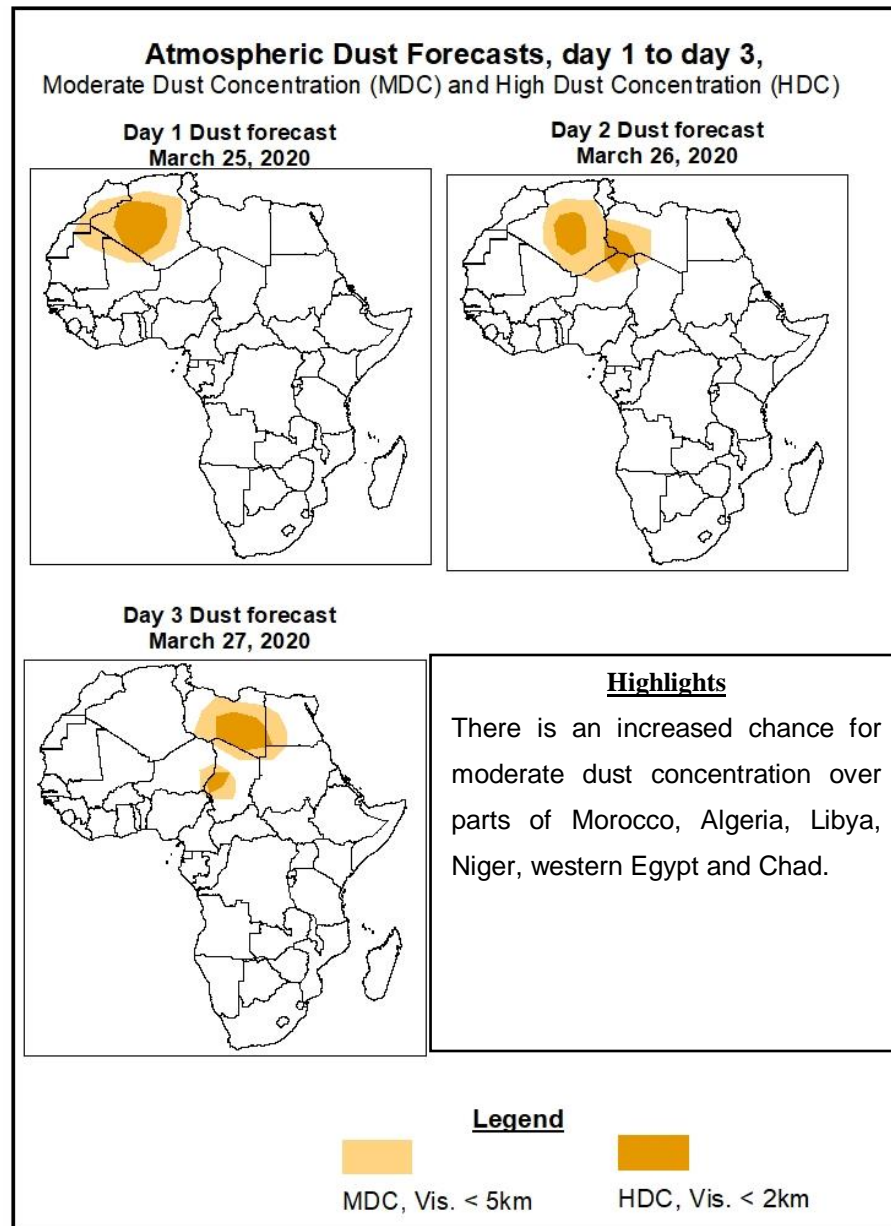 Atmospheric Dust Forecasts, day 1 to day 3,
Moderate Dust Concentration (MDC) and High Dust Concentration (HDC)
Day 1 Dust forecast
March 25, 2020
Day 2 Dust forecast
March 26, 2020
Day 3 Dust forecast
March 27, 2020
Highlights
There is an increased chance for
moderate dust concentration over
parts of Morocco, Algeria, Libya,
Niger, western Egypt and Chad.
Legend
MDC, Vis. < 5km
HDC, Vis. < 2km